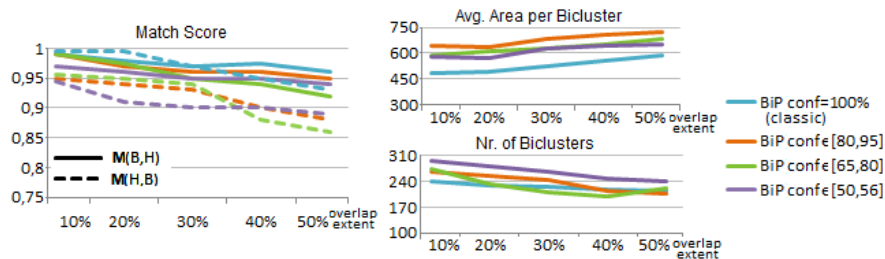 Match Score
1
0,95
0,9
0,85
0,8
0,75
M(B,H)
M(H,B)
10% 20% 30% 40% 50% overlap extent
Avg. Area per Bicluster
750
600
450
300
10% 20% 30% 40% 50% overlap extent
Nr. of Biclusters
310
240
170
100
10% 20% 30% 40% 50% overlap extent
BiP conf=100%
(classic)
BiP conf∈[80,95]
BiP conf∈[65,80]
BiP conf∈[50,56]